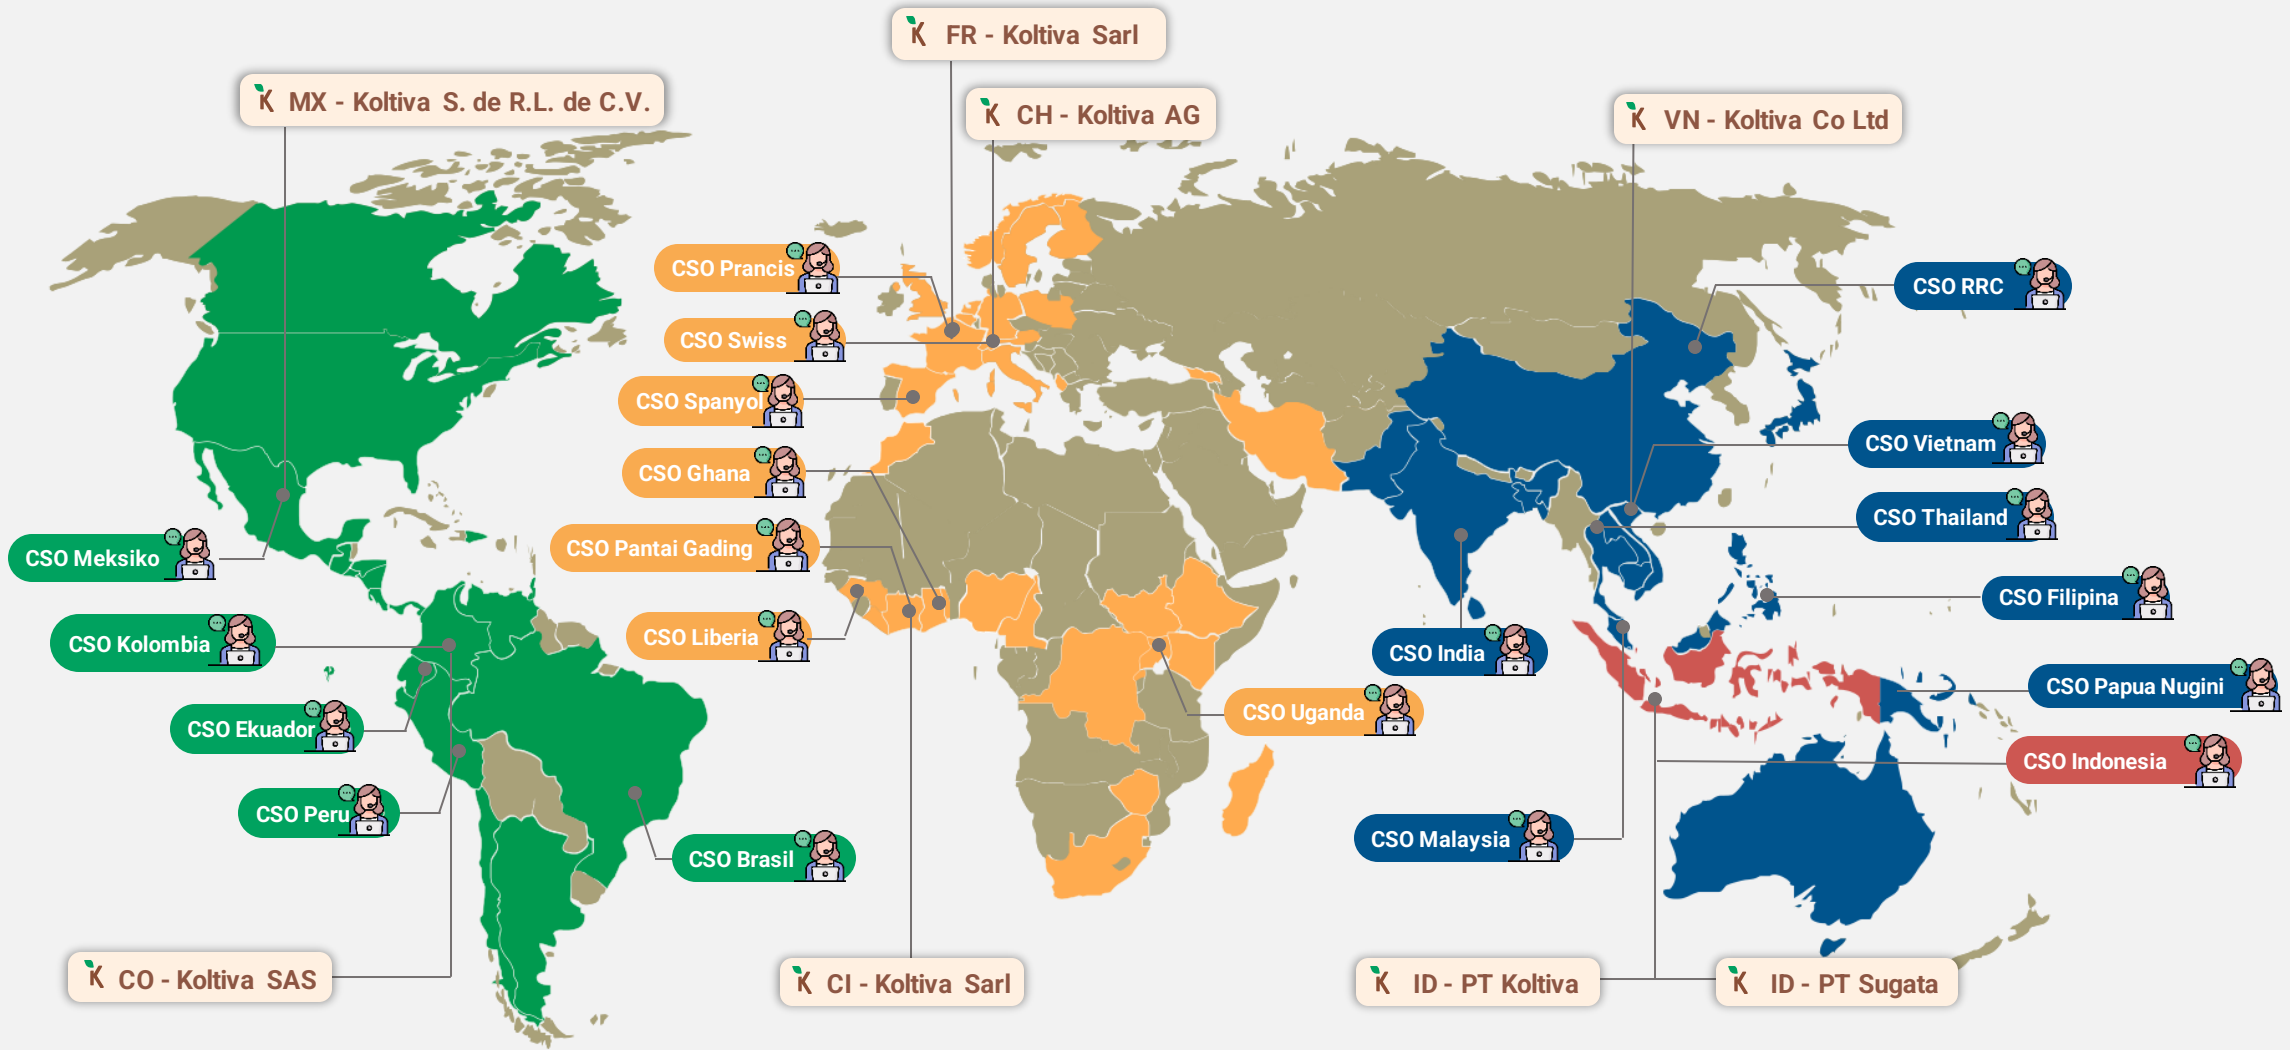 FR - Koltiva Sarl
MX - Koltiva S. de R.L. de C.V.
CH - Koltiva AG
VN - Koltiva Co Ltd
CSO Prancis
CSO RRC
CSO Swiss
CSO Spanyol
CSO Vietnam
CSO Ghana
CSO Thailand
CSO Meksiko
CSO Pantai Gading
CSO Filipina
CSO Kolombia
CSO Liberia
CSO India
CSO Papua Nugini
CSO Ekuador
CSO Uganda
CSO Indonesia
CSO Peru
CSO Brasil
CSO Malaysia
CO - Koltiva SAS
CI - Koltiva Sarl
ID - PT Koltiva
ID - PT Sugata